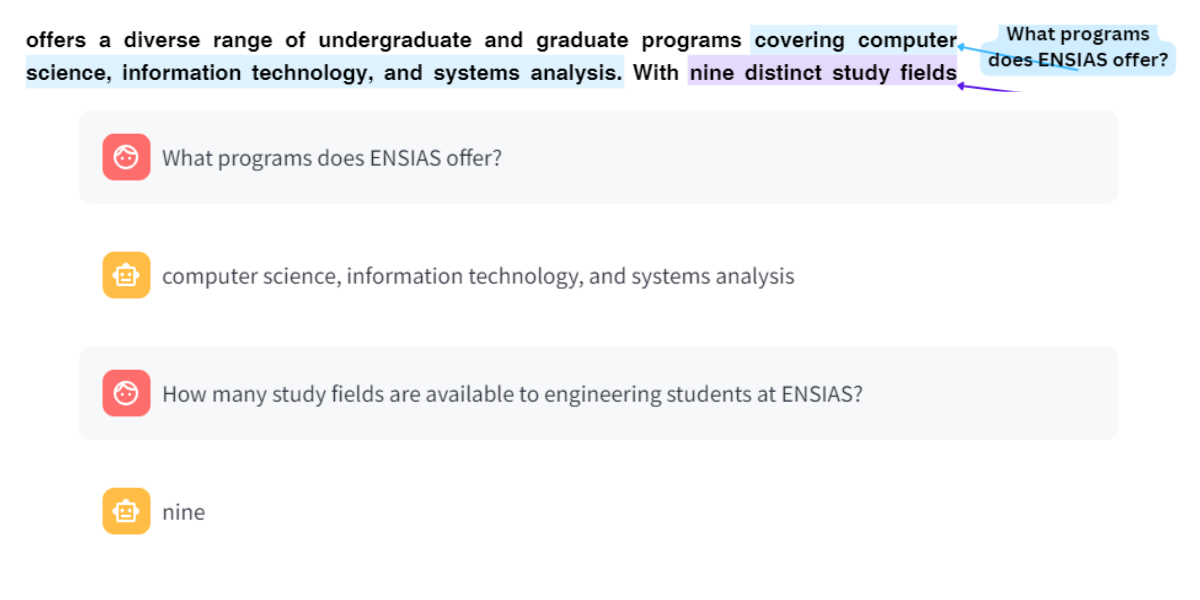 offers a diverse range of undergraduate and graduate programs covering computer
science, information technology, and systems analysis. With nine distinct study fields
What programs
does ENSIAS offer?
What programs does ENSIAS offer?
computer science, information technology, and systems analysis
How many study fields are available to engineering students at ENSIAS?
nine